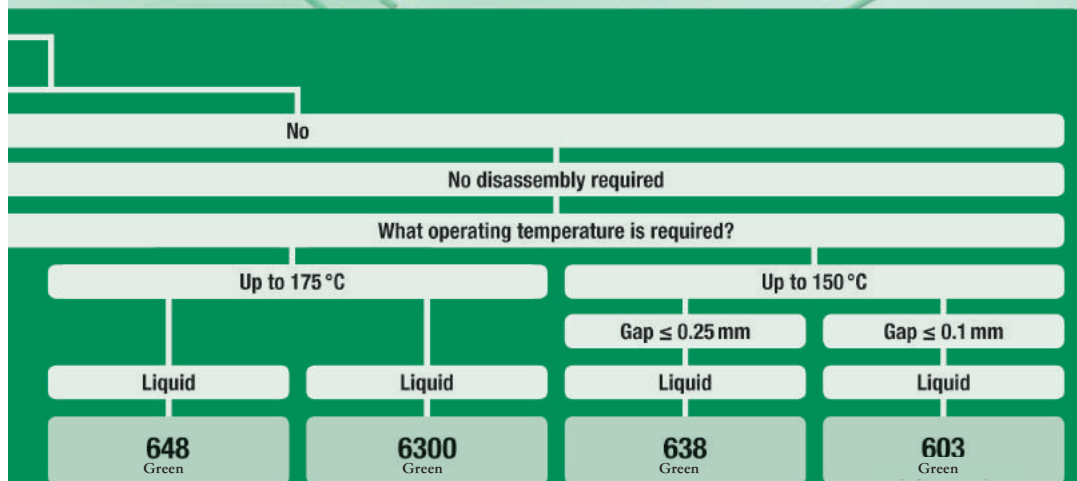 No
No disassembly required
What operating temperature is required?
Up to 175 °C
Up to 150 °C
Gap ≤ 0.25 mm
Gap ≤ 0.1 mm
Liquid
Liquid
Liquid
Liquid
648
6300
638
603
Green
Green
Green
Green